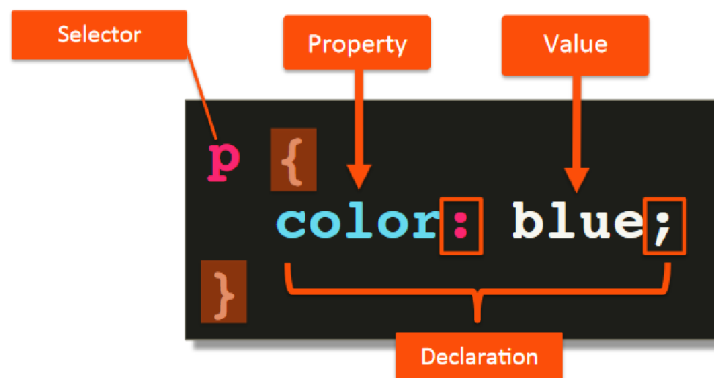 Selector
Property
Value
p {
color: blue;
}
Declaration